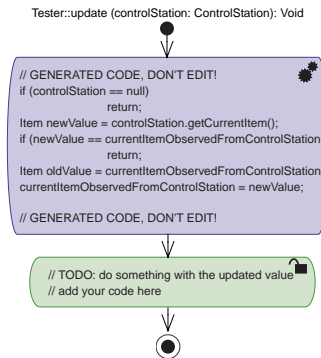 Tester::update (controlStation: ControlStation): Void
// GENERATED CODE, DON'T EDIT!
if (controlStation == null)
return;
Item newValue = controlStation.getCurrentItem();
if (newValue == currentItemObservedFromControlStation
return;
Item oldValue = currentItemObservedFromControlStation
currentItemObservedFromControlStation = newValue;
// GENERATED CODE, DON'T EDIT!
// TODO: do something with the updated value
// add your code here